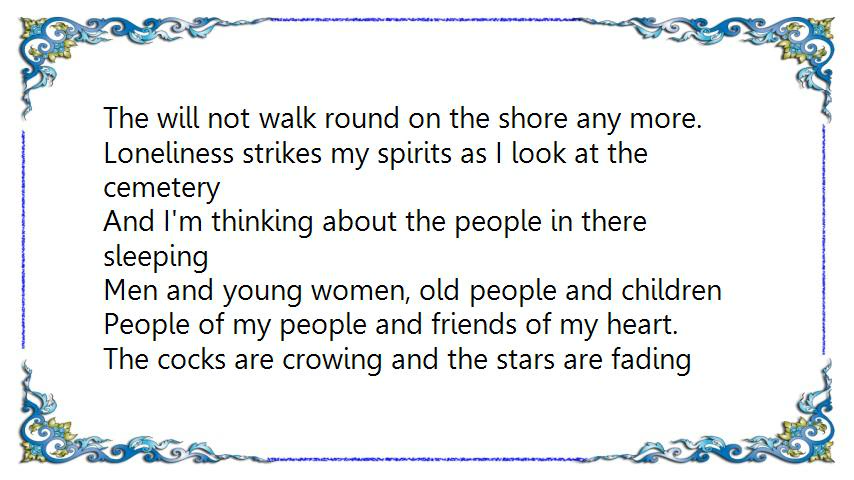 The will not walk round on the shore any more.
Loneliness strikes my spirits as I look at the
cemetery
And I'm thinking about the people in there
sleeping
Men and young women, old people and children
People of my people and friends of my heart.
The cocks are crowing and the stars are fading